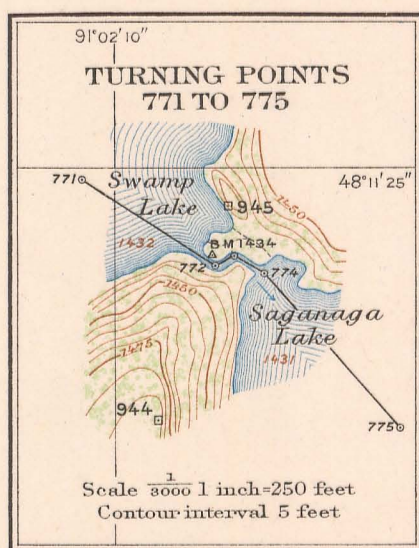 91°02'10"
TURNING POINTS
771 TO 775
771
Swamp
Lake
48°11'25"
945
1450
1432
BM 1434
772
774
1450
Saganaga
Lake
1475
1431
944
775
Scale 1/3000 1 inch=250 feet
Contour interval 5 feet